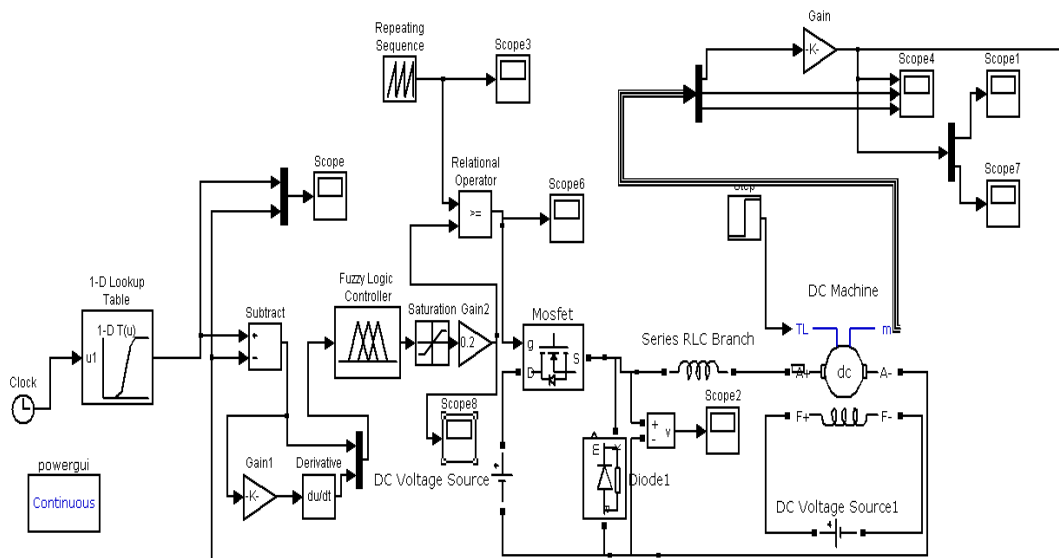 Repeating
Sequence
Scope3
Gain
-K-
Scope4
Scope1
Scope7
Scope
Relational
Operator
>=
Scope6
Step
1-D Lookup
Table
1-D T(u)
u1
Clock
Subtract
+
-
Fuzzy Logic
Controller
Saturation
Gain2
0.2
Mosfet
g
D
S
DC Machine
TL
m
Series RLC Branch
A+
dc
A-
F+
F-
Scope8
Scope2
+
-
v
DC Voltage Source
+
m
Diode1
DC Voltage Source1
+
Gain1
-K-
Derivative
du/dt
powergui
Continuous